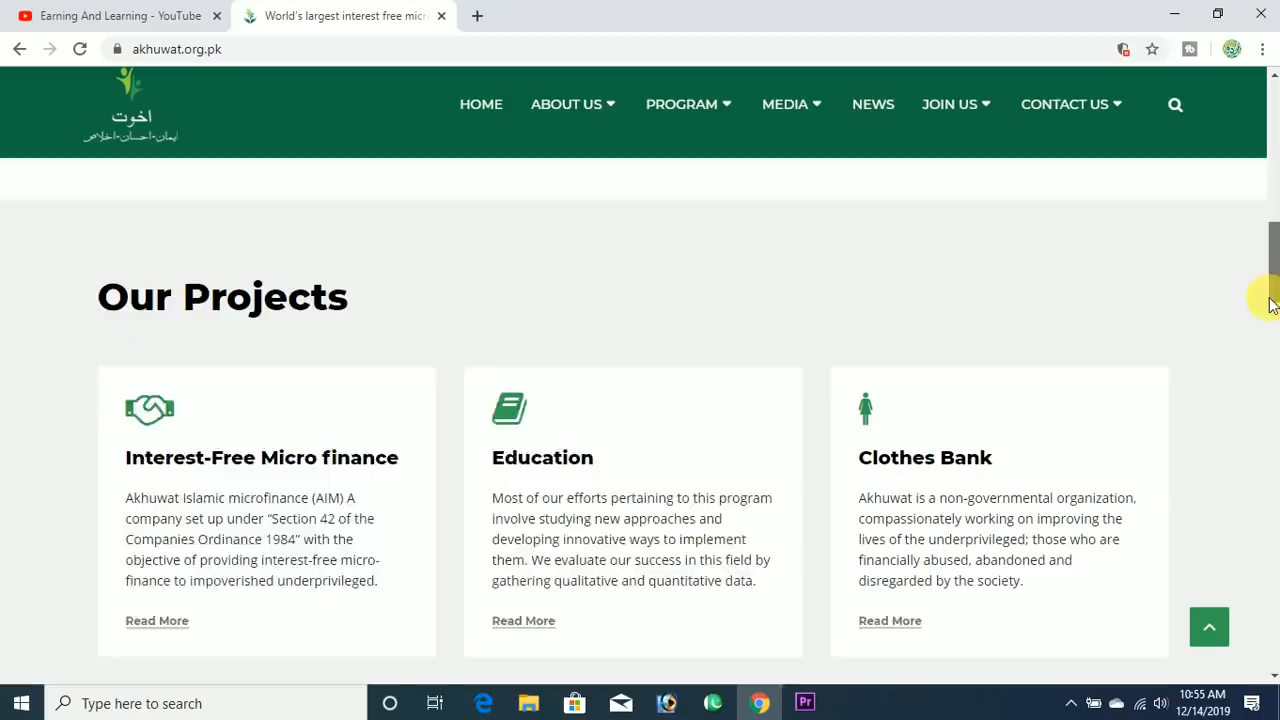 Earning And Learning - YouTube
World's largest interest free micr
akhuwat.org.pk
اخوت
ایمان-احسان-اخلاص
HOME ABOUT US PROGRAM MEDIA NEWS JOIN US CONTACT US
Our Projects
Interest-Free Micro finance
Akhuwat Islamic microfinance (AIM) A
company set up under “Section 42 of the
Companies Ordinance 1984” with the
objective of providing interest-free micro-
finance to impoverished underprivileged.
Read More
Education
Most of our efforts pertaining to this program
involve studying new approaches and
developing innovative ways to implement
them. We evaluate our success in this field by
gathering qualitative and quantitative data.
Read More
Clothes Bank
Akhuwat is a non-governmental organization,
compassionately working on improving the
lives of the underprivileged; those who are
financially abused, abandoned and
disregarded by the society.
Read More
Type here to search
Pr
10:55 AM
12/14/2019